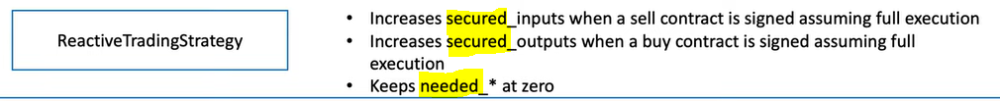 ReactiveTradingStrategy
• Increases secured_inputs when a sell contract is signed assuming full execution
• Increases secured_outputs when a buy contract is signed assuming full
execution
• Keeps needed_* at zero